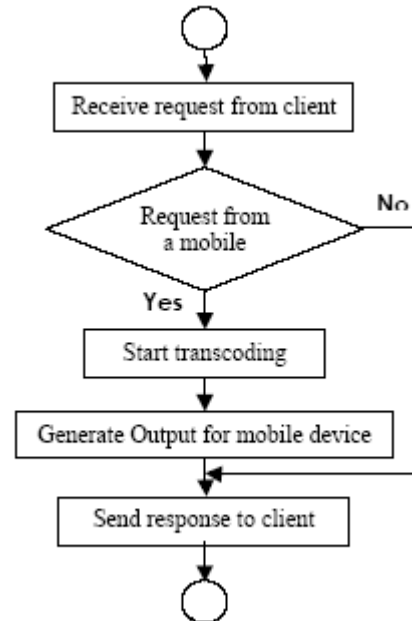 Receive request from client
Request from
a mobile
No
Yes
Start transcoding
Generate Output for mobile device
Send response to client